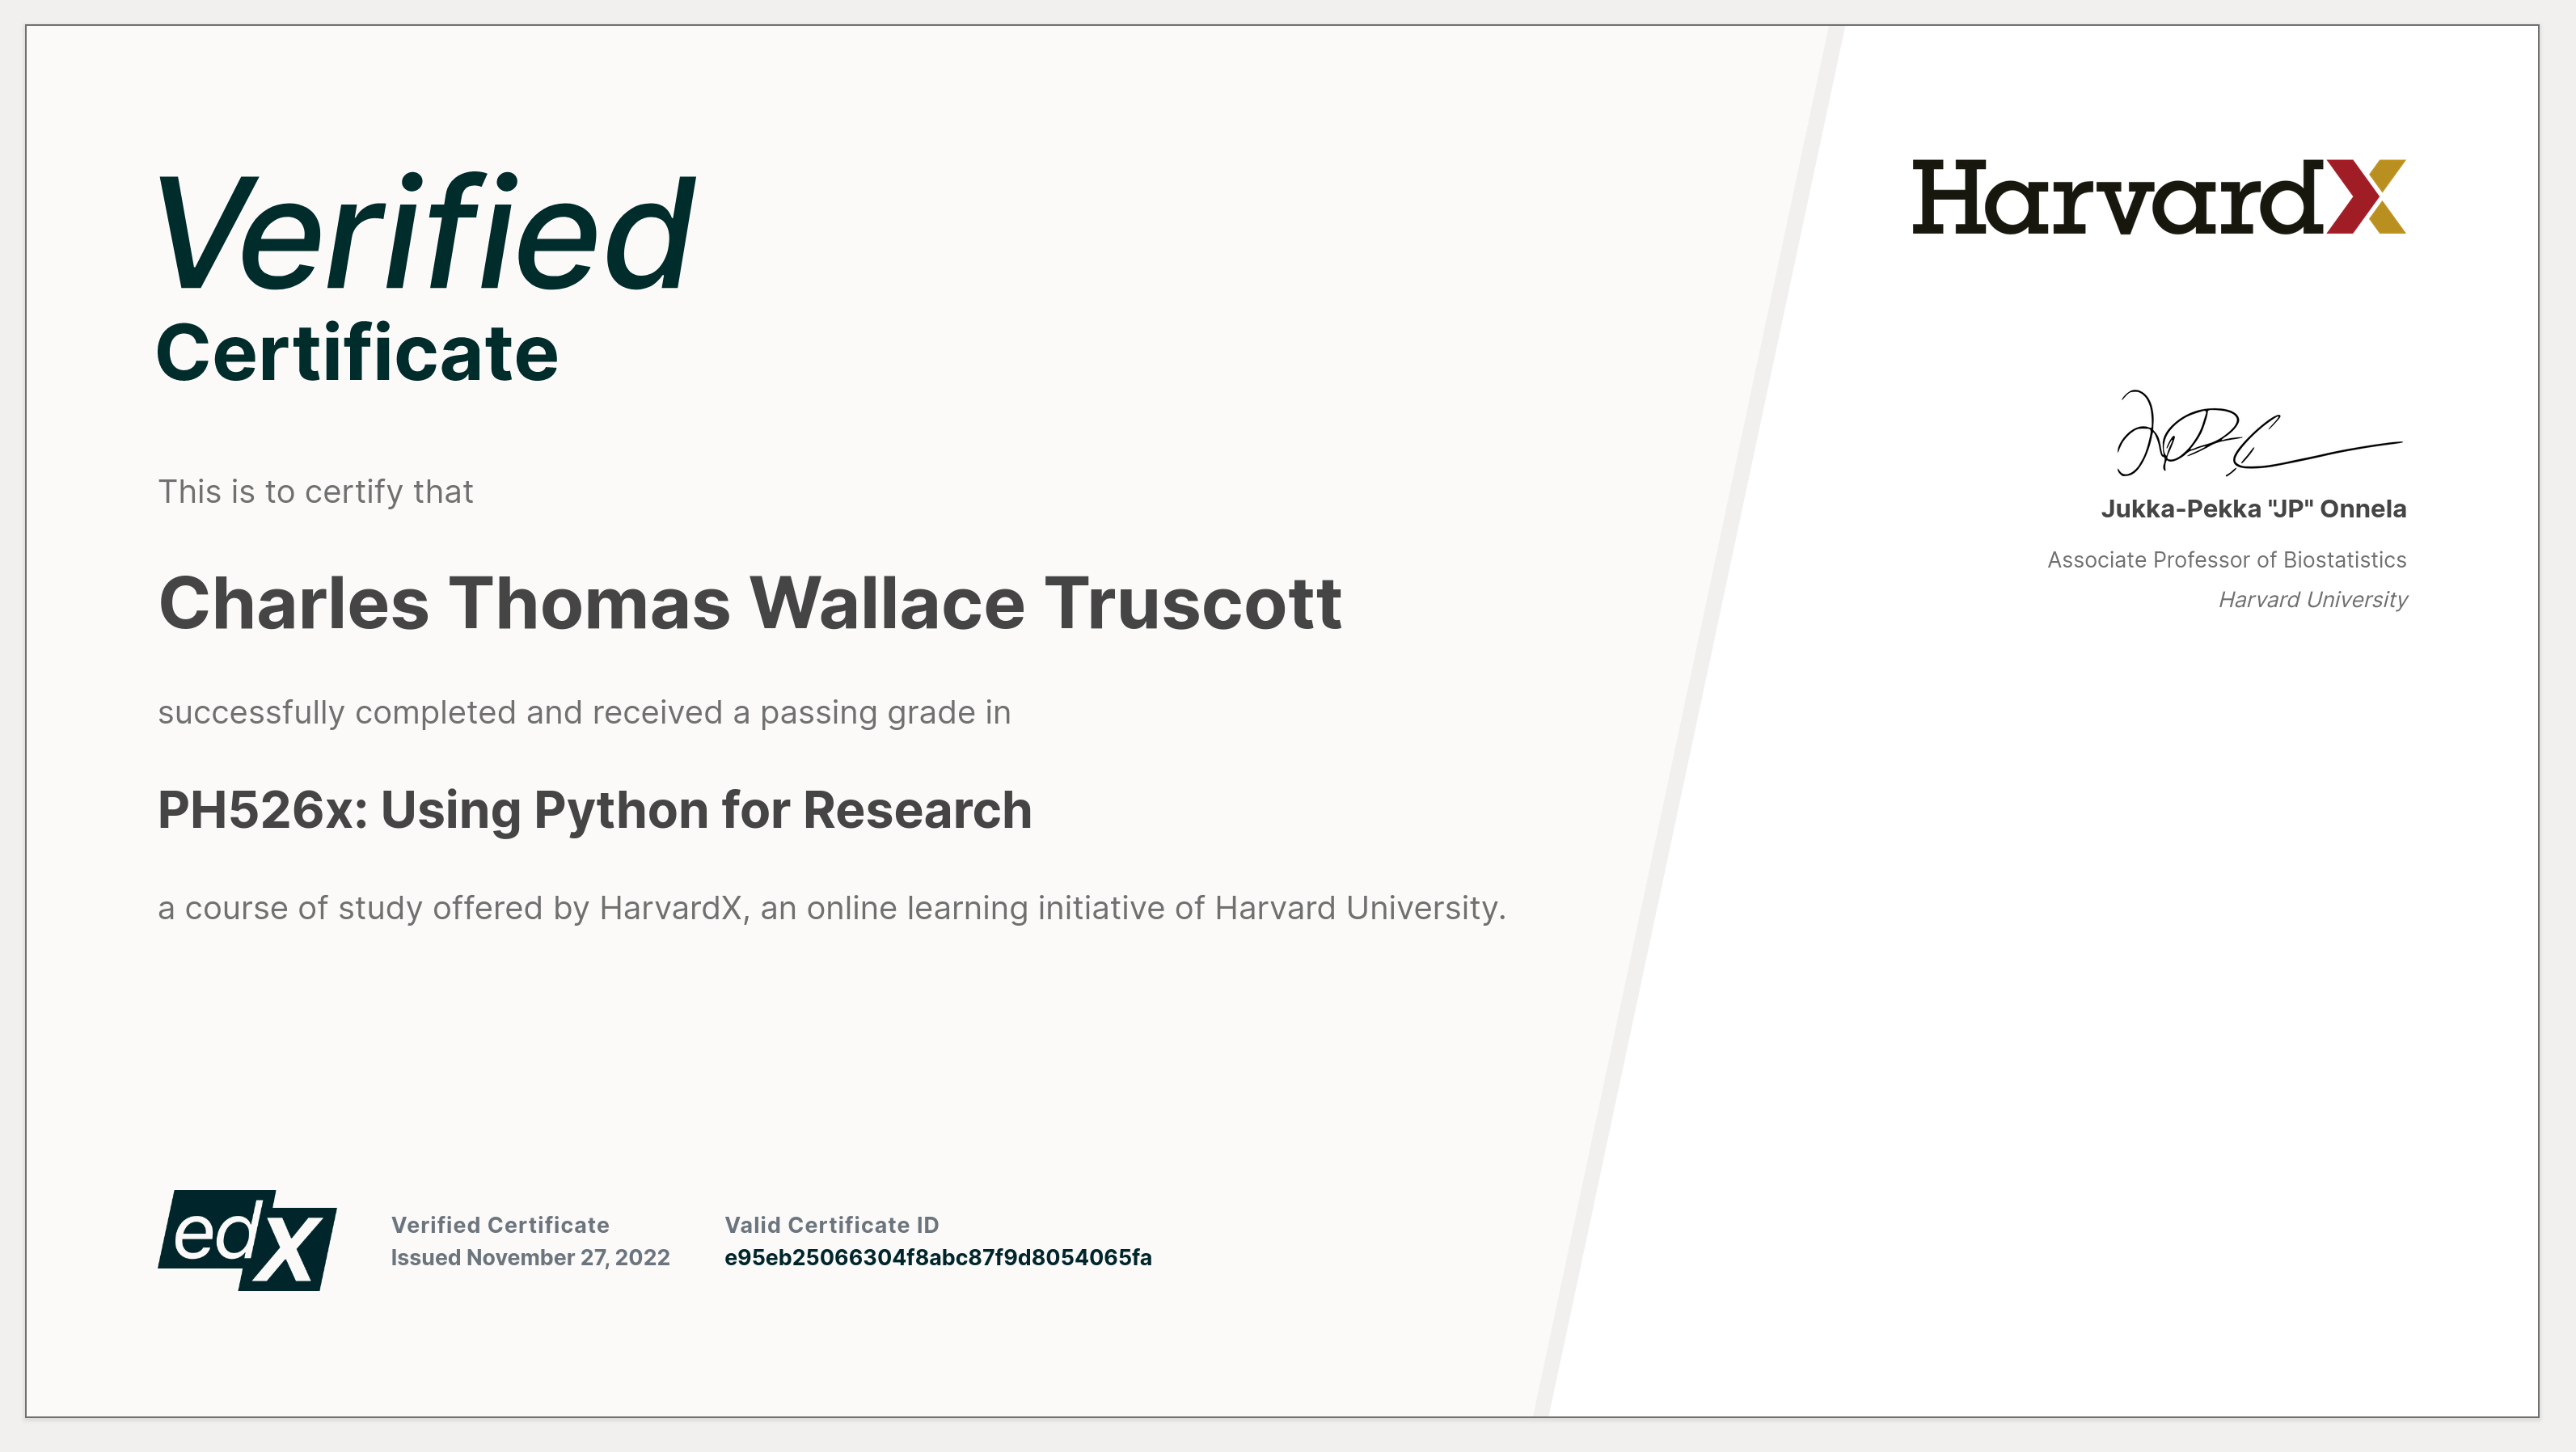 Verified
Certificate
This is to certify that
Charles Thomas Wallace Truscott
successfully completed and received a passing grade in
PH526x: Using Python for Research
a course of study offered by HarvardX, an online learning initiative of Harvard University.
edX
Verified Certificate
Issued November 27, 2022
Valid Certificate ID
e95eb25066304f8abc87f9d8054065fa
HarvardX
Jukka-Pekka "JP" Onnela
Associate Professor of Biostatistics
Harvard University